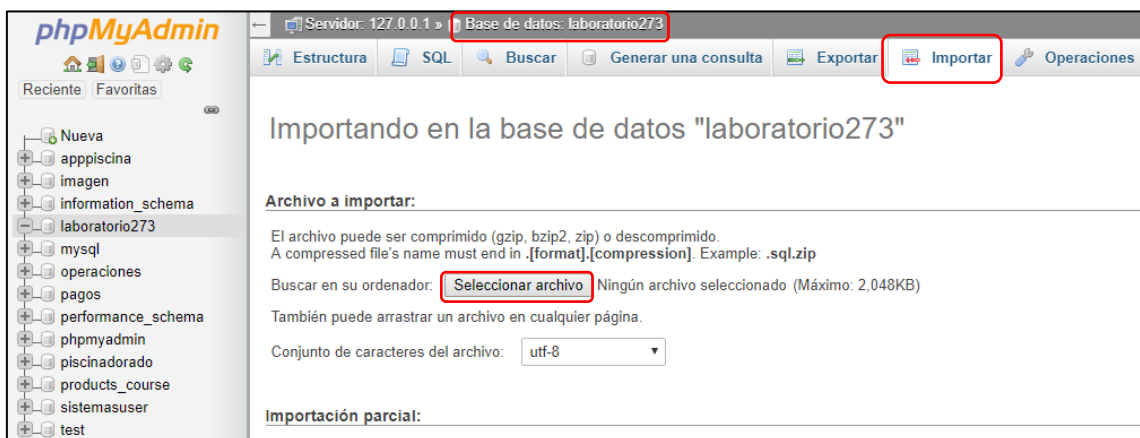 phpMyAdmin
Reciente Favoritas
Nueva
apppiscina
imagen
information_schema
laboratorio273
mysql
operaciones
pagos
performance_schema
phpmyadmin
piscinadorado
products_course
sistemasuser
test
Servidor: 127.0.0.1 » Base de datos: laboratorio273
Estructura SQL Buscar Generar una consulta Exportar Importar Operaciones
Importando en la base de datos "laboratorio273"
Archivo a importar:
El archivo puede ser comprimido (gzip, bzip2, zip) o descomprimido.
A compressed file's name must end in .[format].[compression]. Example: .sql.zip
Buscar en su ordenador: Seleccionar archivo Ningún archivo seleccionado (Máximo: 2,048KB)
También puede arrastrar un archivo en cualquier página.
Conjunto de caracteres del archivo: utf-8
Importación parcial: